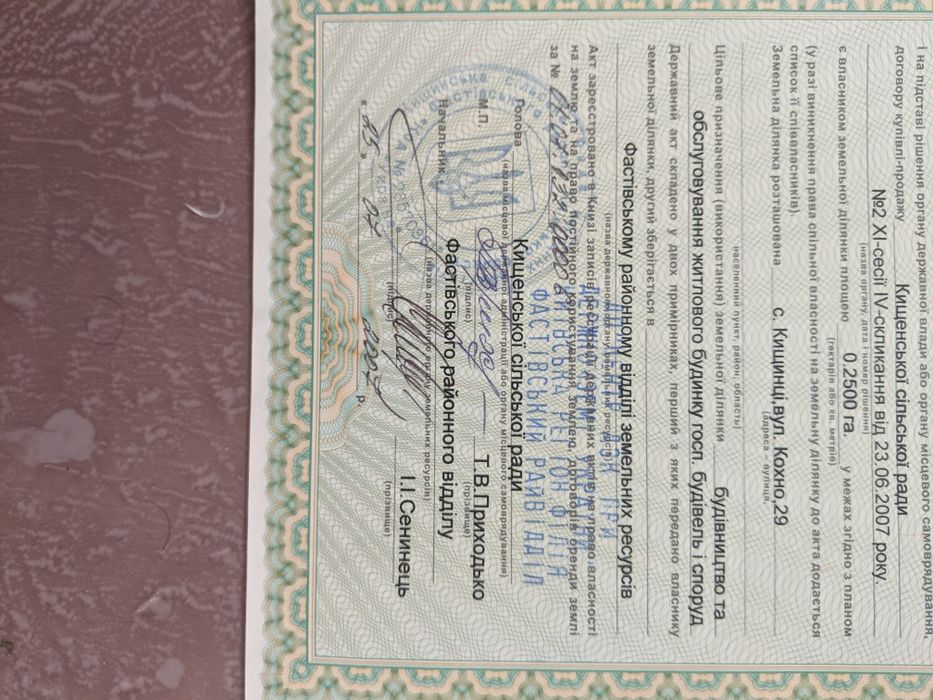 і на підставі рішення органу державної влади або органу місцевого самоврядування,
договору купівлі-продажу Кищенської сільської ради
(назва органу, дата і номер рішення)
№2 XI-сесії IV-скликання від 23.06.2007 року.
є власником земельної ділянки площею 0.2500 га. у межах згідно з планом
(гектарів або кв. метрів)
(у разі виникнення права спільної власності на земельну ділянку до акта додається
список її співвласників).
Земельна ділянка розташована с. Кищинці,вул. Кохно,29
(адреса - вулиця,
населений пункт, район, область)
Цільове призначення (використання) земельної ділянки будівництво та
обслуговування житлового будинку госп. будівель і споруд
Державний акт складено у двох примірниках, перший з яких передано власнику
земельної ділянки, другий зберігається в
Фастівському районному відділі земельних ресурсів
(назва державного органу земельних ресурсів)
Акт зареєстровано в Книзі записів реєстрації державних актів на право власності
на землю та на право постійного користування землею, договорів оренди землі
за №
КИЇВСЬКА РЕГІОН ФІЛІЯ
ФАСТІВСЬКИЙ РАЙВІДДІЛ
Голова Кищенської сільської ради
(назва місцевої державної адміністрації або органу місцевого самоврядування)
М.П. Т.В.Приходько
(підпис) (прізвище)
Начальник Фастівського районного відділу
(назва державного органу земельних ресурсів)
І.І.Сенинець
(підпис) (прізвище)
« 25 » 07 2007 р.